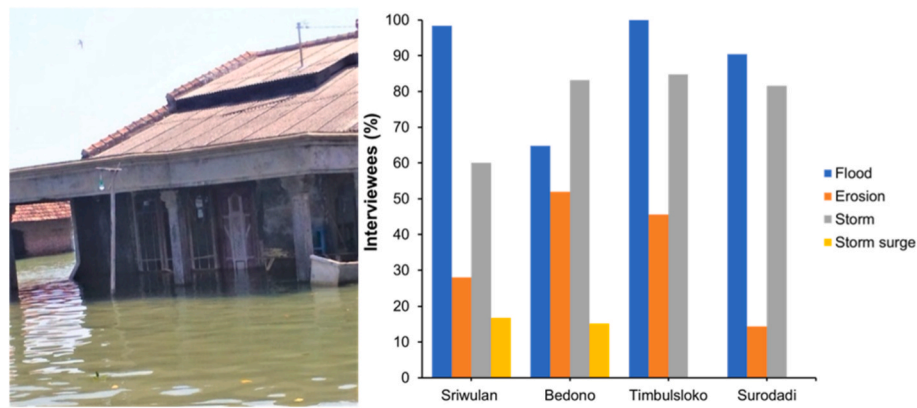 Interviewees (%)
100
90
80
70
60
50
40
30
20
10
0
Sriwulan Bedono Timbulsloko Surodadi
Flood
Erosion
Storm
Storm surge